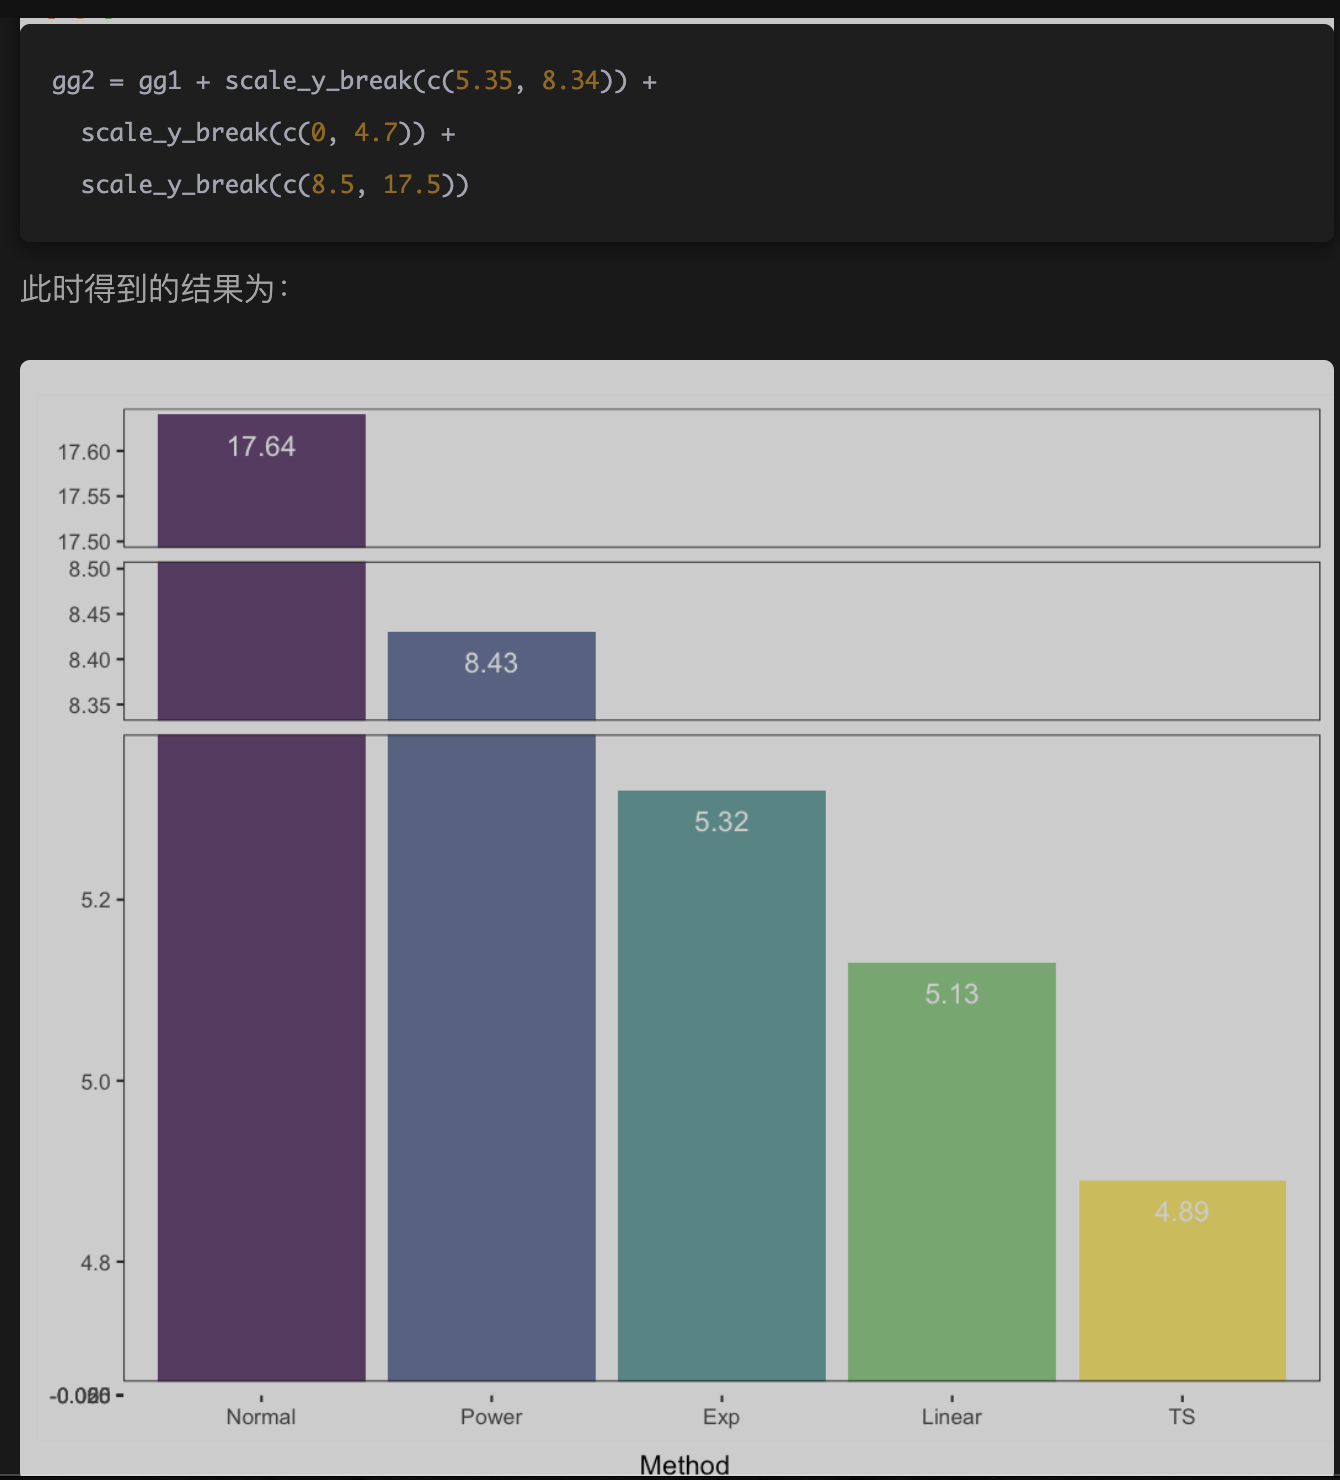 gg2 = gg1 + scale_y_break(c(5.35, 8.34)) +
scale_y_break(c(0, 4.7)) +
scale_y_break(c(8.5, 17.5))
此时得到的结果为：
17.64
17.60
17.55
17.50
8.50
8.45
8.43
8.40
8.35
5.32
5.2
5.13
5.0
4.89
4.8
Normal Power Exp Linear TS
Method